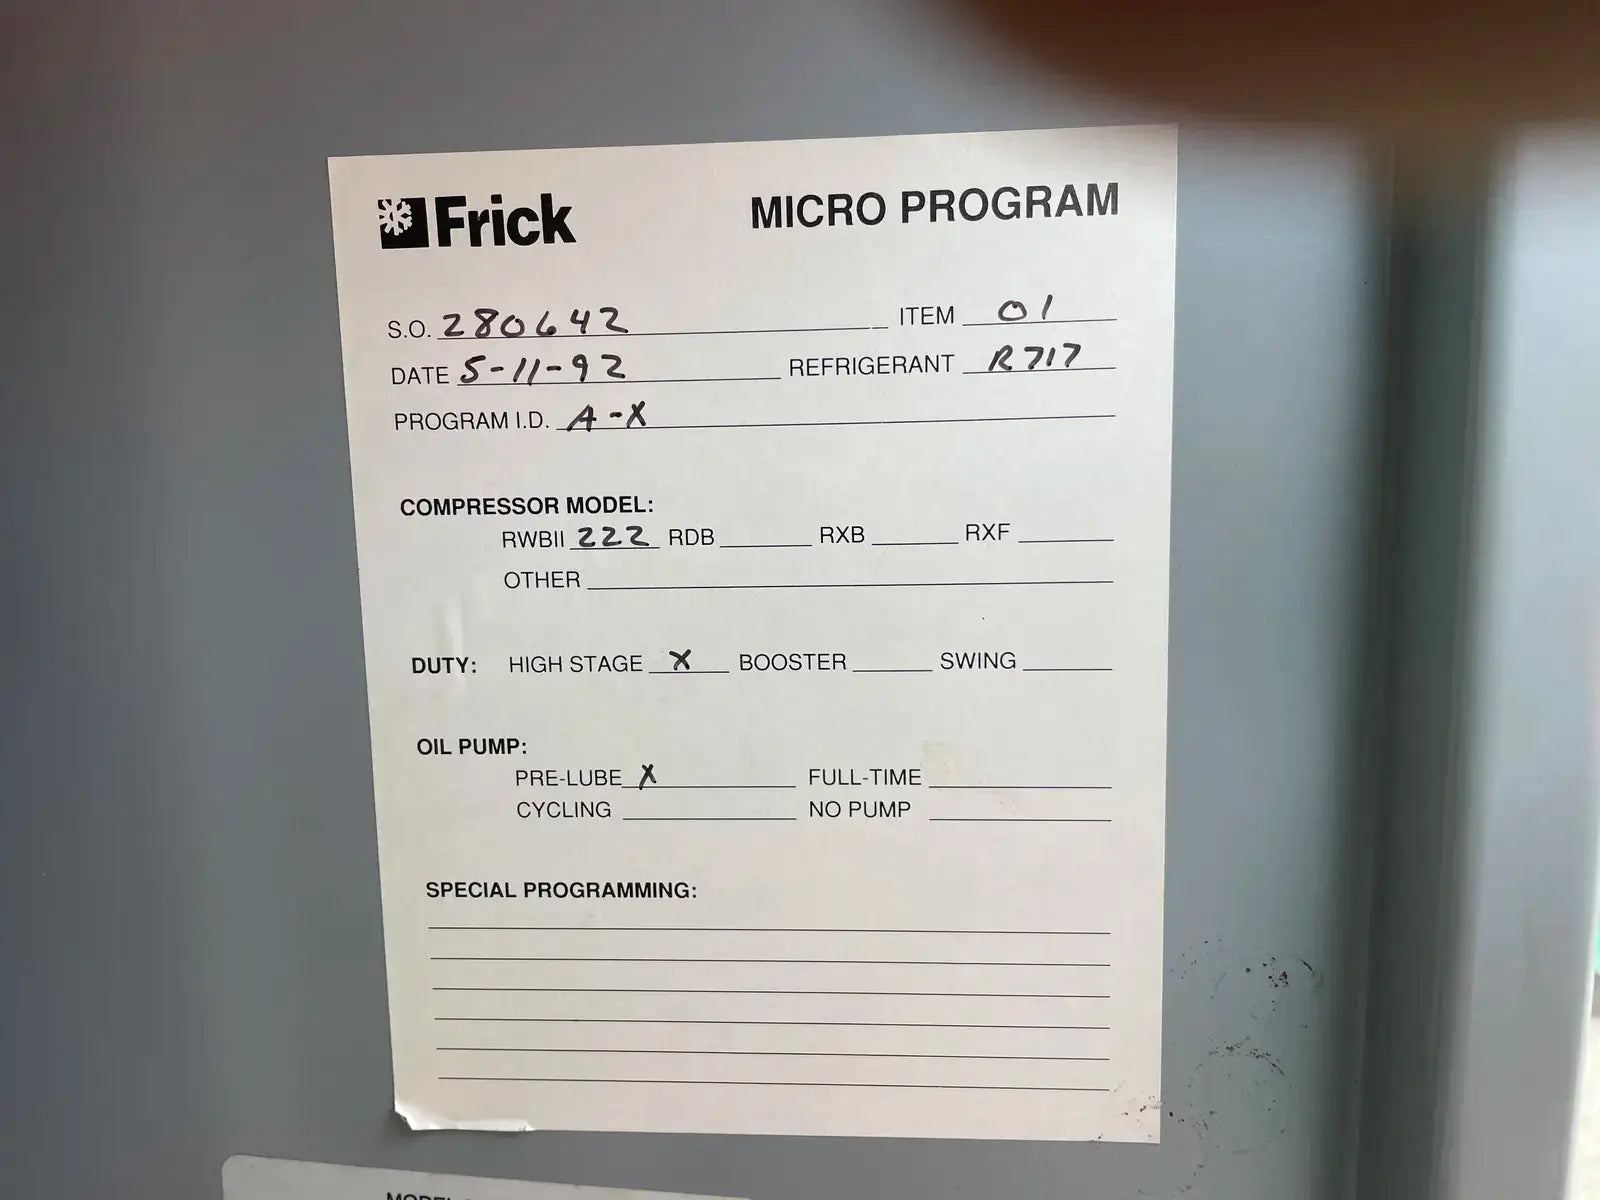 Frick MICRO PROGRAM
S.O. 280642 ITEM 01
DATE 5-11-92 REFRIGERANT R717
PROGRAM I.D. A-X
COMPRESSOR MODEL:
RWBII 222 RDB RXB RXF
OTHER
DUTY: HIGH STAGE X BOOSTER SWING
OIL PUMP:
PRE-LUBE X FULL-TIME
CYCLING NO PUMP
SPECIAL PROGRAMMING: